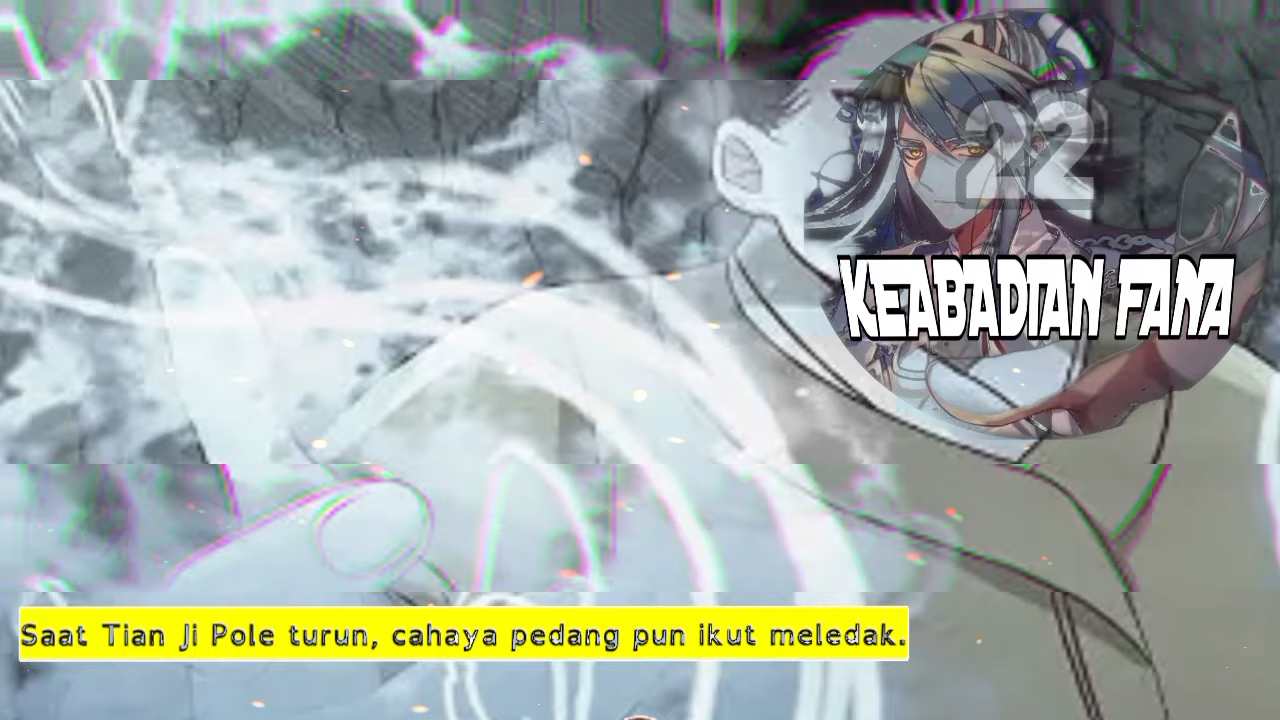 22
KEABADIAN FANA
Saat Tian Ji Pole turun, cahaya pedang pun ikut meledak.